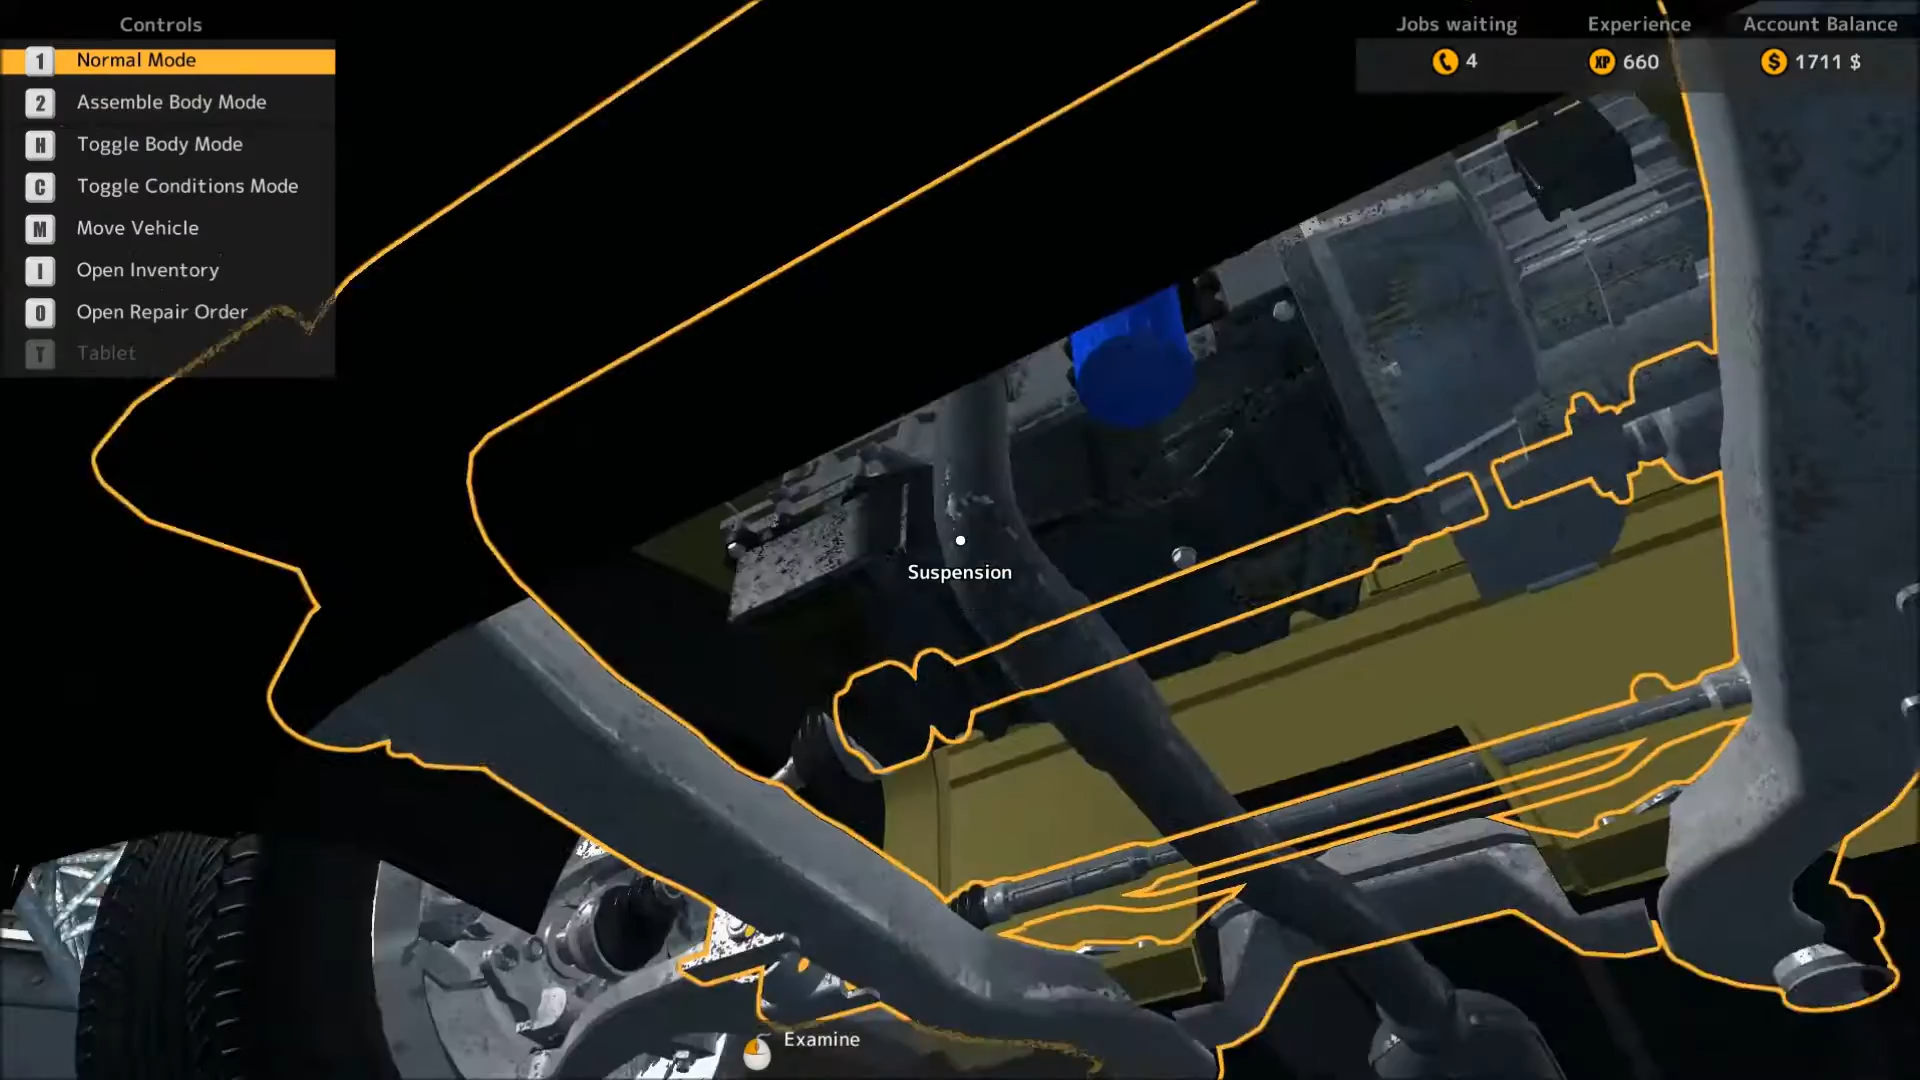 Controls
1 Normal Mode
2 Assemble Body Mode
H Toggle Body Mode
C Toggle Conditions Mode
M Move Vehicle
I Open Inventory
O Open Repair Order
T Tablet
Jobs waiting Experience Account Balance
4 XP 660 $ 1711 $
Suspension
Examine